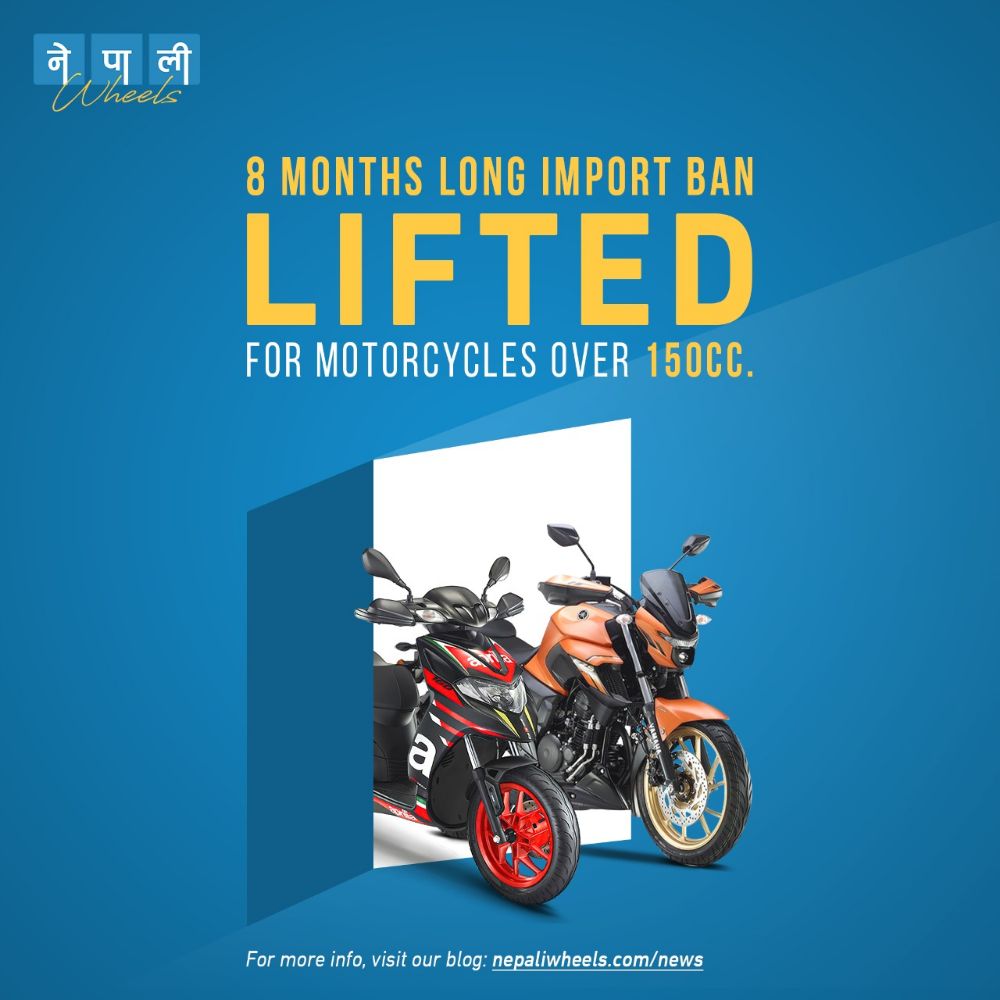 ने पा ली
Wheels
8 MONTHS LONG IMPORT BAN
LIFTED
FOR MOTORCYCLES OVER 150CC.
a
aprilia
For more info, visit our blog: nepaliwheels.com/news